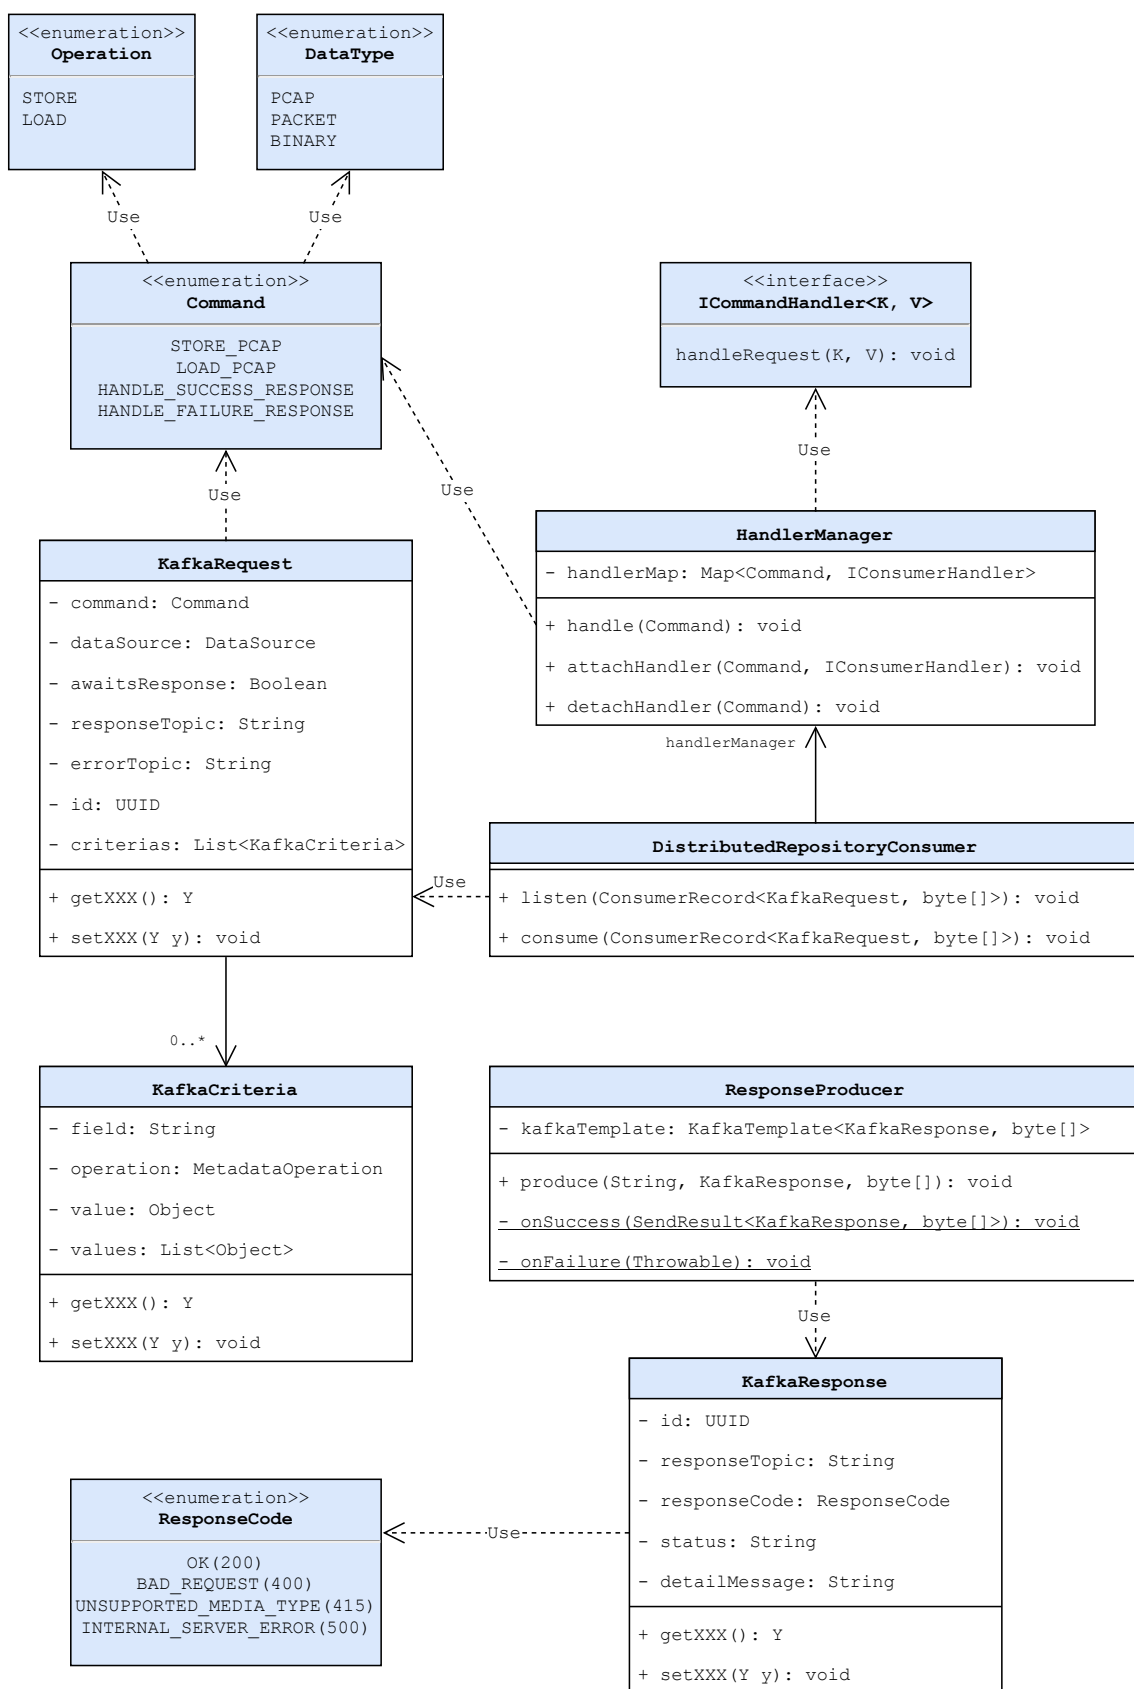 <<enumeration>>
Operation
STORE
LOAD
<<enumeration>>
DataType
PCAP
PACKET
BINARY
Use
Use
<<enumeration>>
Command
STORE_PCAP
LOAD_PCAP
HANDLE_SUCCESS_RESPONSE
HANDLE_FAILURE_RESPONSE
<<interface>>
ICommandHandler<K, V>
handleRequest(K, V): void
Use
Use
Use
KafkaRequest
- command: Command
- dataSource: DataSource
- awaitsResponse: Boolean
- responseTopic: String
- errorTopic: String
- id: UUID
- criterias: List<KafkaCriteria>
+ getXXX(): Y
+ setXXX(Y y): void
HandlerManager
- handlerMap: Map<Command, IConsumerHandler>
+ handle(Command): void
+ attachHandler(Command, IConsumerHandler): void
+ detachHandler(Command): void
handlerManager
DistributedRepositoryConsumer
+ listen(ConsumerRecord<KafkaRequest, byte[]>): void
+ consume(ConsumerRecord<KafkaRequest, byte[]>): void
Use
0..*
KafkaCriteria
- field: String
- operation: MetadataOperation
- value: Object
- values: List<Object>
+ getXXX(): Y
+ setXXX(Y y): void
ResponseProducer
- kafkaTemplate: KafkaTemplate<KafkaResponse, byte[]>
+ produce(String, KafkaResponse, byte[]): void
- onSuccess(SendResult<KafkaResponse, byte[]>): void
- onFailure(Throwable): void
Use
KafkaResponse
- id: UUID
- responseTopic: String
- responseCode: ResponseCode
- status: String
- detailMessage: String
+ getXXX(): Y
+ setXXX(Y y): void
Use
<<enumeration>>
ResponseCode
OK(200)
BAD_REQUEST(400)
UNSUPPORTED_MEDIA_TYPE(415)
INTERNAL_SERVER_ERROR(500)